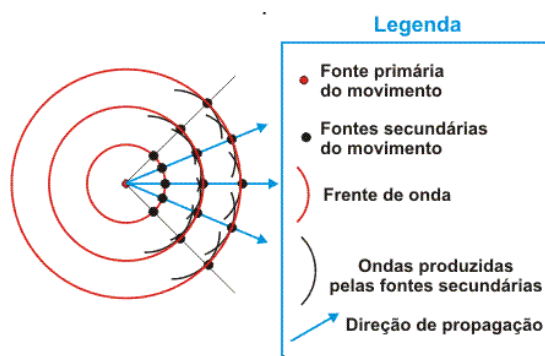 Legenda
Fonte primária
do movimento
Fontes secundárias
do movimento
Frente de onda
Ondas produzidas
pelas fontes secundárias
Direção de propagação